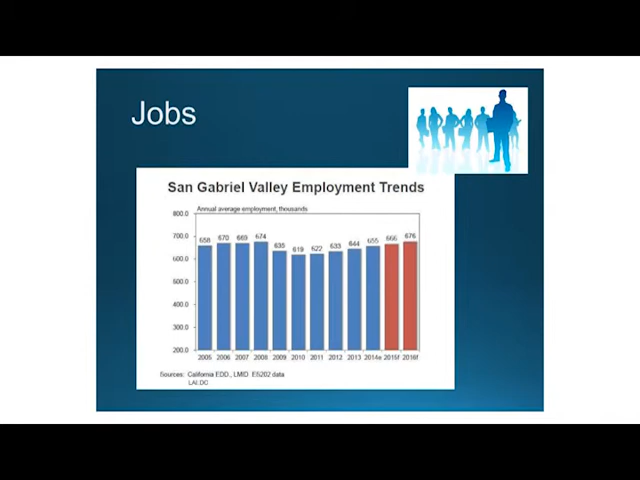 Jobs
San Gabriel Valley Employment Trends
Annual average employment, thousands
800.0
700.0
600.0
500.0
400.0
300.0
200.0
658 670 669 674 635 619 622 633 644 655 666 676
2005 2006 2007 2008 2009 2010 2011 2012 2013 2014e 2015f 2016f
Sources: California EDD., LMID ES202 data
LAEDC